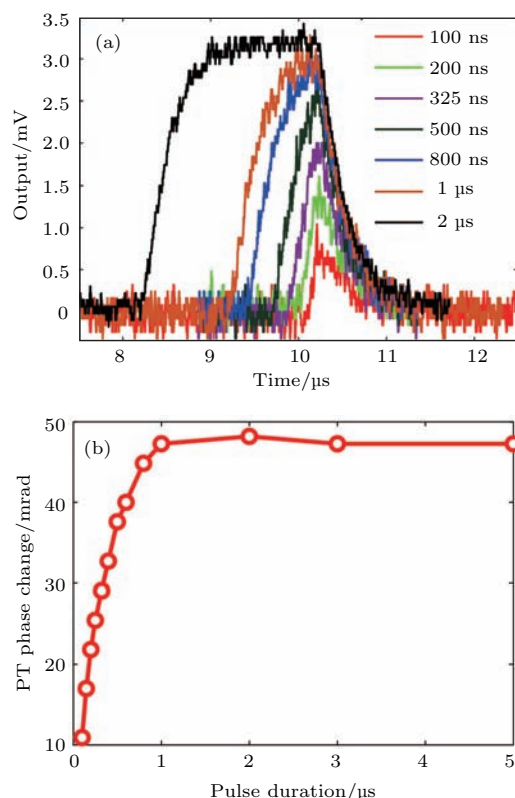 (a)
Output/mV
3.5
3.0
2.5
2.0
1.5
1.0
0.5
0
8 9 10 11 12
Time/µs
100 ns
200 ns
325 ns
500 ns
800 ns
1 µs
2 µs
(b)
PT phase change/mrad
50
40
30
20
10
0 1 2 3 4 5
Pulse duration/µs